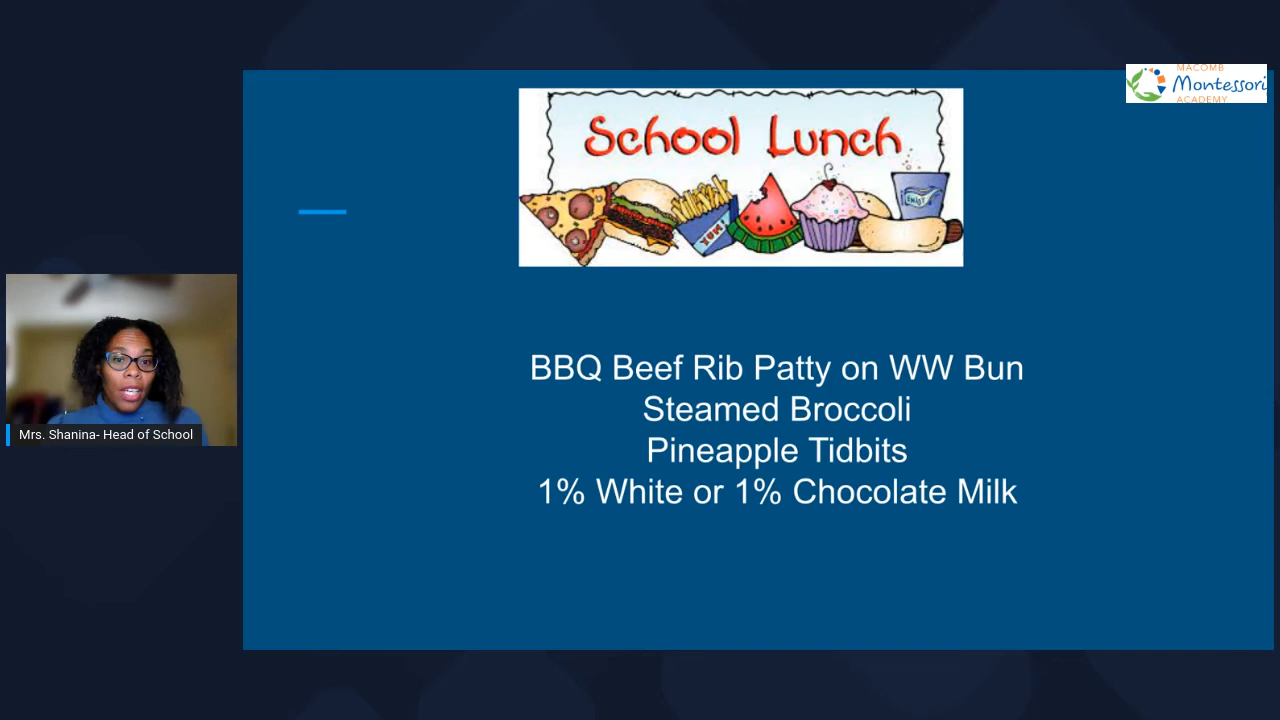 MACOMB
Montessori
ACADEMY
School Lunch
YUM!
ENJOY
BBQ Beef Rib Patty on WW Bun
Steamed Broccoli
Pineapple Tidbits
1% White or 1% Chocolate Milk
Mrs. Shanina- Head of School